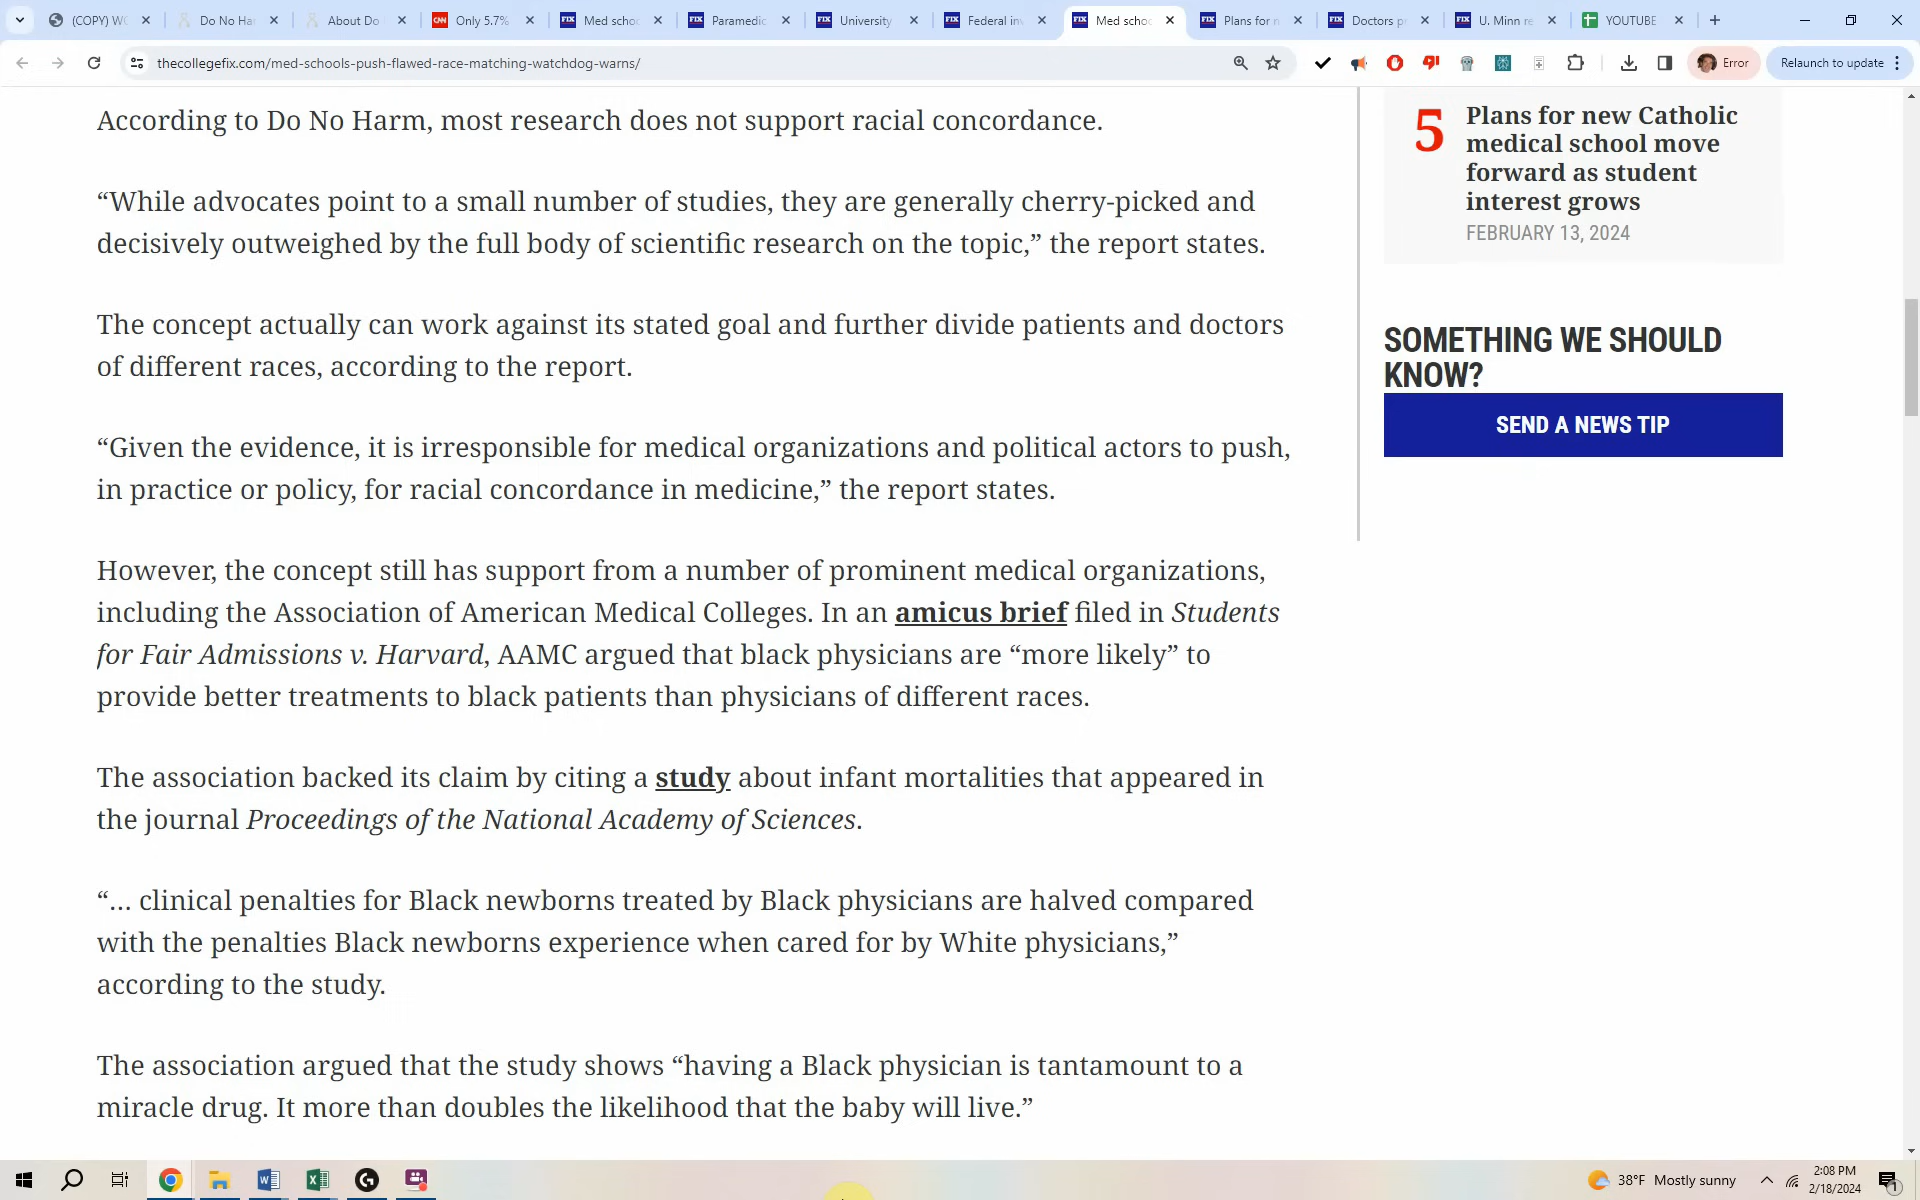 (COPY) W
Do No Ha
About Do
CNN
Only 5.7%
FIX
Med scho
FIX
Paramedic
FIX
University
FIX
Federal in
FIX
Med scho
FIX
Plans for n
FIX
Doctors p
FIX
U. Minn re
YOUTUBE
thecollegefix.com/med-schools-push-flawed-race-matching-watchdog-warns/
Error
Relaunch to update
According to Do No Harm, most research does not support racial concordance.
“While advocates point to a small number of studies, they are generally cherry-picked and
decisively outweighed by the full body of scientific research on the topic,” the report states.
The concept actually can work against its stated goal and further divide patients and doctors
of different races, according to the report.
“Given the evidence, it is irresponsible for medical organizations and political actors to push,
in practice or policy, for racial concordance in medicine,” the report states.
However, the concept still has support from a number of prominent medical organizations,
including the Association of American Medical Colleges. In an amicus brief filed in Students
for Fair Admissions v. Harvard, AAMC argued that black physicians are “more likely” to
provide better treatments to black patients than physicians of different races.
The association backed its claim by citing a study about infant mortalities that appeared in
the journal Proceedings of the National Academy of Sciences.
“… clinical penalties for Black newborns treated by Black physicians are halved compared
with the penalties Black newborns experience when cared for by White physicians,”
according to the study.
The association argued that the study shows “having a Black physician is tantamount to a
miracle drug. It more than doubles the likelihood that the baby will live.”
5
Plans for new Catholic
medical school move
forward as student
interest grows
FEBRUARY 13, 2024
SOMETHING WE SHOULD
KNOW?
SEND A NEWS TIP
38°F Mostly sunny
2:08 PM
2/18/2024
1